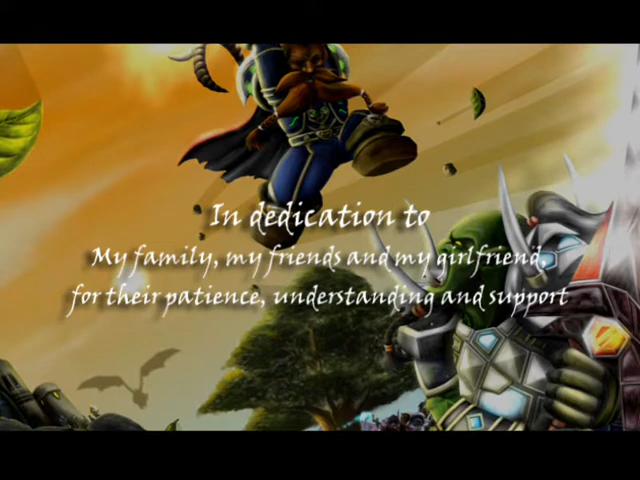 In dedication to
My family, my friends and my girlfriend,
for their patience, understanding and support